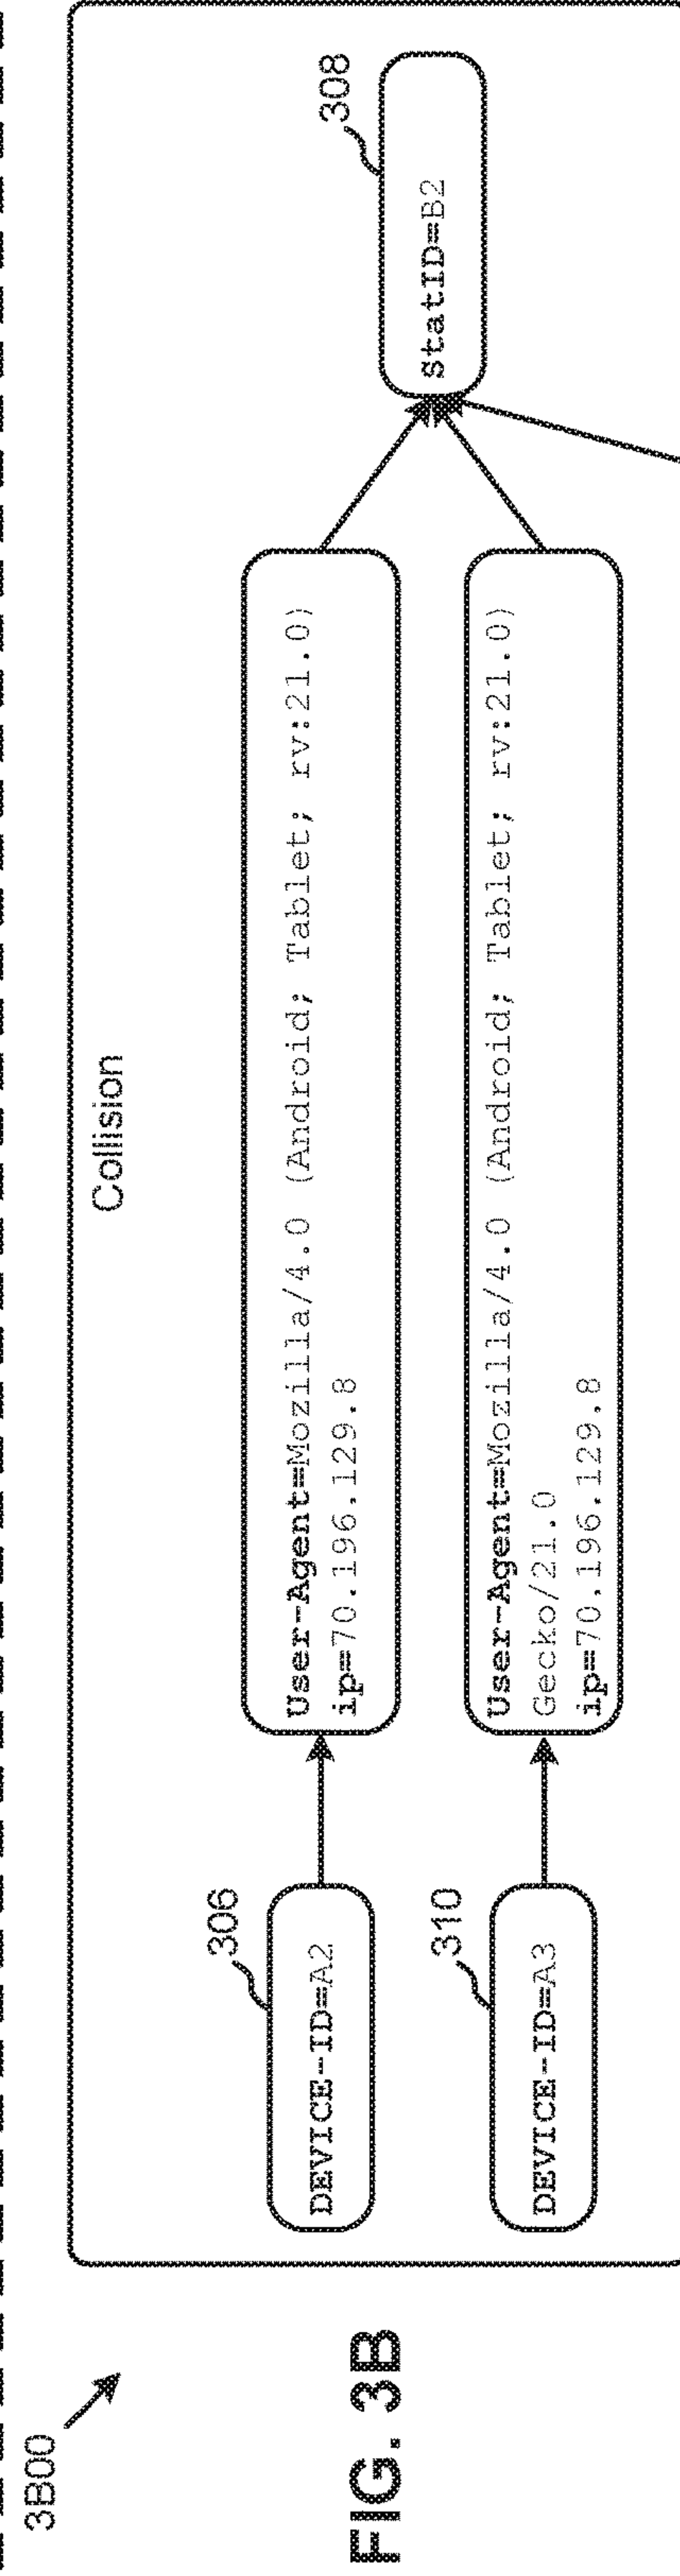 3B00
FIG. 3B
Collision
306
DEVICE-ID=A2
User-Agent=Mozilla/4.0 (Android; Tablet; rv:21.0)
ip=70.196.129.8
308
StatID=B2
310
DEVICE-ID=A3
User-Agent=Mozilla/4.0 (Android; Tablet; rv:21.0)
Gecko/21.0
ip=70.196.129.8